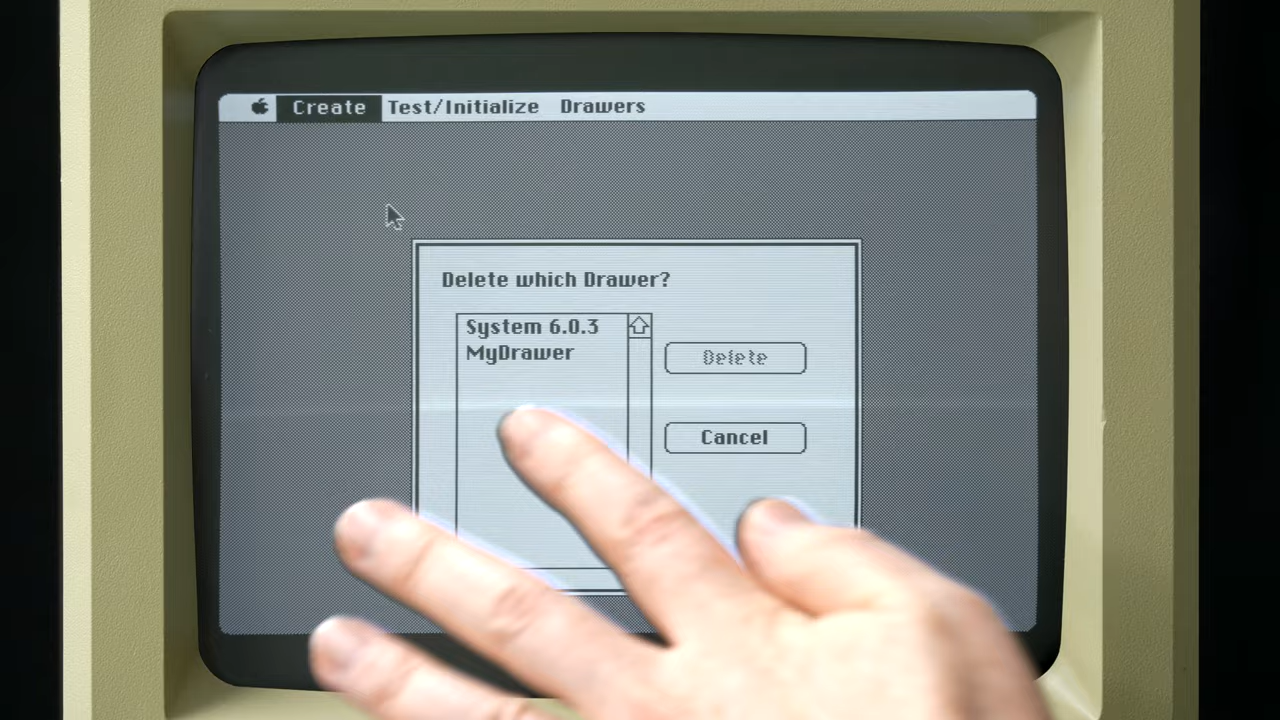 Create Test/Initialize Drawers
Delete which Drawer?
System 6.0.3
MyDrawer
Delete
Cancel